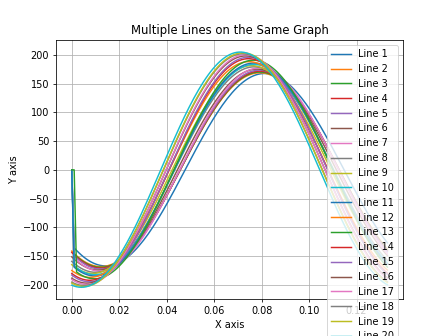 Multiple Lines on the Same Graph
Y axis
200
150
100
50
0
−50
−100
−150
−200
0.00
0.02
0.04
0.06
0.08
0.10
X axis
Line 1
Line 2
Line 3
Line 4
Line 5
Line 6
Line 7
Line 8
Line 9
Line 10
Line 11
Line 12
Line 13
Line 14
Line 15
Line 16
Line 17
Line 18
Line 19
Line 20